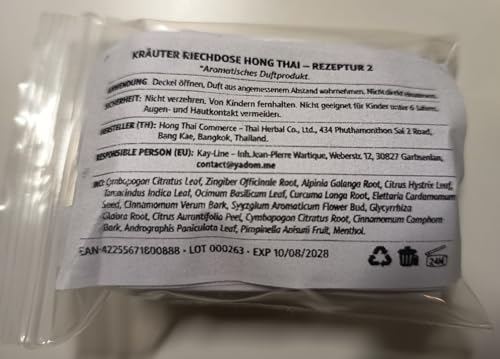 KRÄUTER RIECHDOSE HONG THAI – REZEPTUR 2
*Aromatisches Duftprodukt.
ANWENDUNG. Deckel öffnen, Duft aus angemessenem Abstand wahrnehmen. Nicht direkt
SICHERHEIT: Nicht verzehren. Von Kindern fernhalten. Nicht geeignet für Kinder unter 6 Jahren.
Augen- und Hautkontakt vermeiden.
HERSTELLER (TH): Hong Thai Commerce – Thai Herbal Co., Ltd., 434 Phuthamonthon Sai 2 Road,
Bang Kae, Bangkok, Thailand.
RESPONSIBLE PERSON (EU): Kay-Line – Inh. Jean-Pierre Wartique, Weberstr. 12, 30827 Garbsenlan,
contact@yadom.me
INCI: Cymbopogon Citratus Leaf, Zingiber Officinale Root, Alpinia Galanga Root, Citrus Hystrix Leaf,
Tamarindus Indica Leaf, Ocimum Basilicum Leaf, Curcuma Longa Root, Elettaria Cardamomum
Seed, Cinnamomum Verum Bark, Syzygium Aromaticum Flower Bud, Glycyrrhiza
Glabra Root, Citrus Aurantifolia Peel, Cymbopogon Citratus Root, Cinnamomum Camphora
Bark, Andrographis Paniculata Leaf, Pimpinella Anisum Fruit, Menthol.
EAN-42255671800888 • LOT 000263 • EXP 10/08/2028
24M